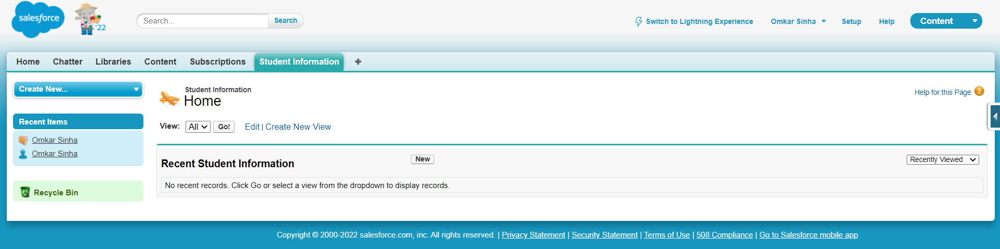 salesforce
'22
Search...
Search
Switch to Lightning Experience
Omkar Sinha
Setup
Help
Content
Home
Chatter
Libraries
Content
Subscriptions
Student Information
Create New...
Recent Items
Omkar Sinha
Omkar Sinha
Recycle Bin
Student Information
Home
Help for this Page
?
View: All Go! Edit | Create New View
Recent Student Information
New
Recently Viewed
No recent records. Click Go or select a view from the dropdown to display records.
Copyright © 2000-2022 salesforce.com, inc. All rights reserved. | Privacy Statement | Security Statement | Terms of Use | 508 Compliance | Go to Salesforce mobile app